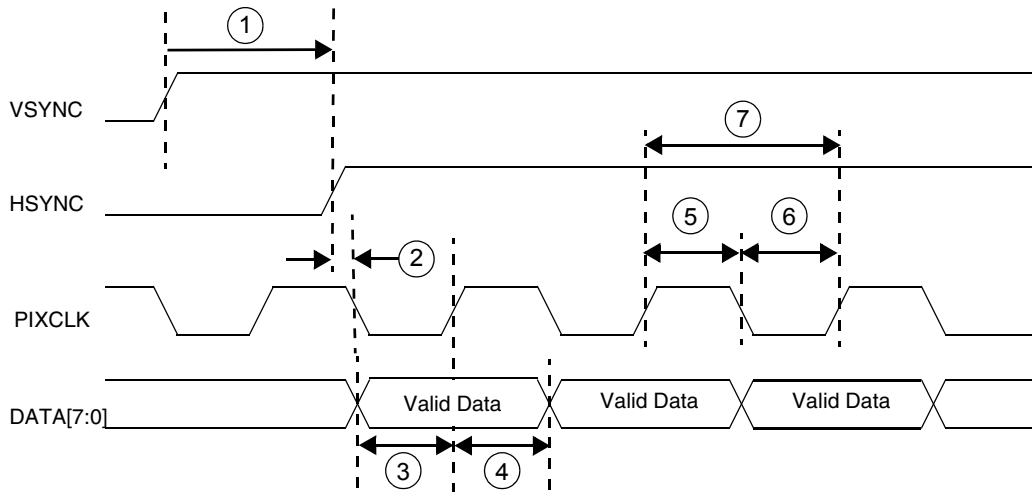 ①
VSYNC
⑦
HSYNC
⑤
⑥
②
PIXCLK
DATA[7:0]
Valid Data
Valid Data
Valid Data
③
④